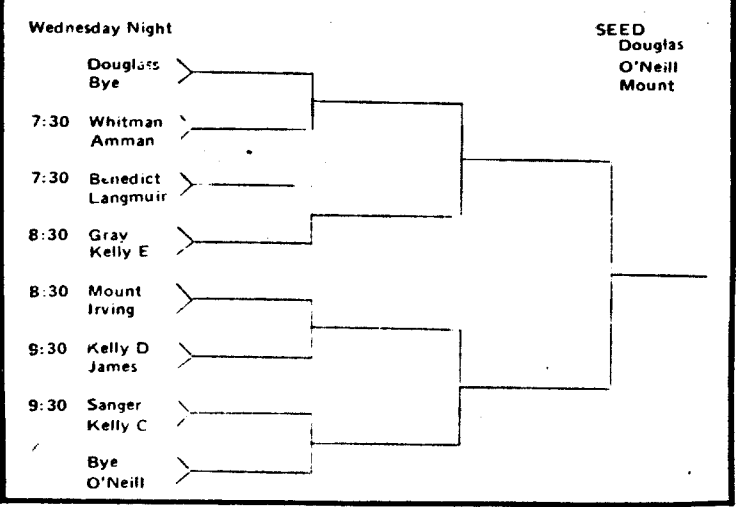 Wednesday Night
SEED
Douglas
O'Neill
Mount
Douglass
Bye
7:30 Whitman
Amman
7:30 Benedict
Langmuir
8:30 Gray
Kelly E
8:30 Mount
Irving
9:30 Kelly D
James
9:30 Sanger
Kelly C
Bye
O'Neill